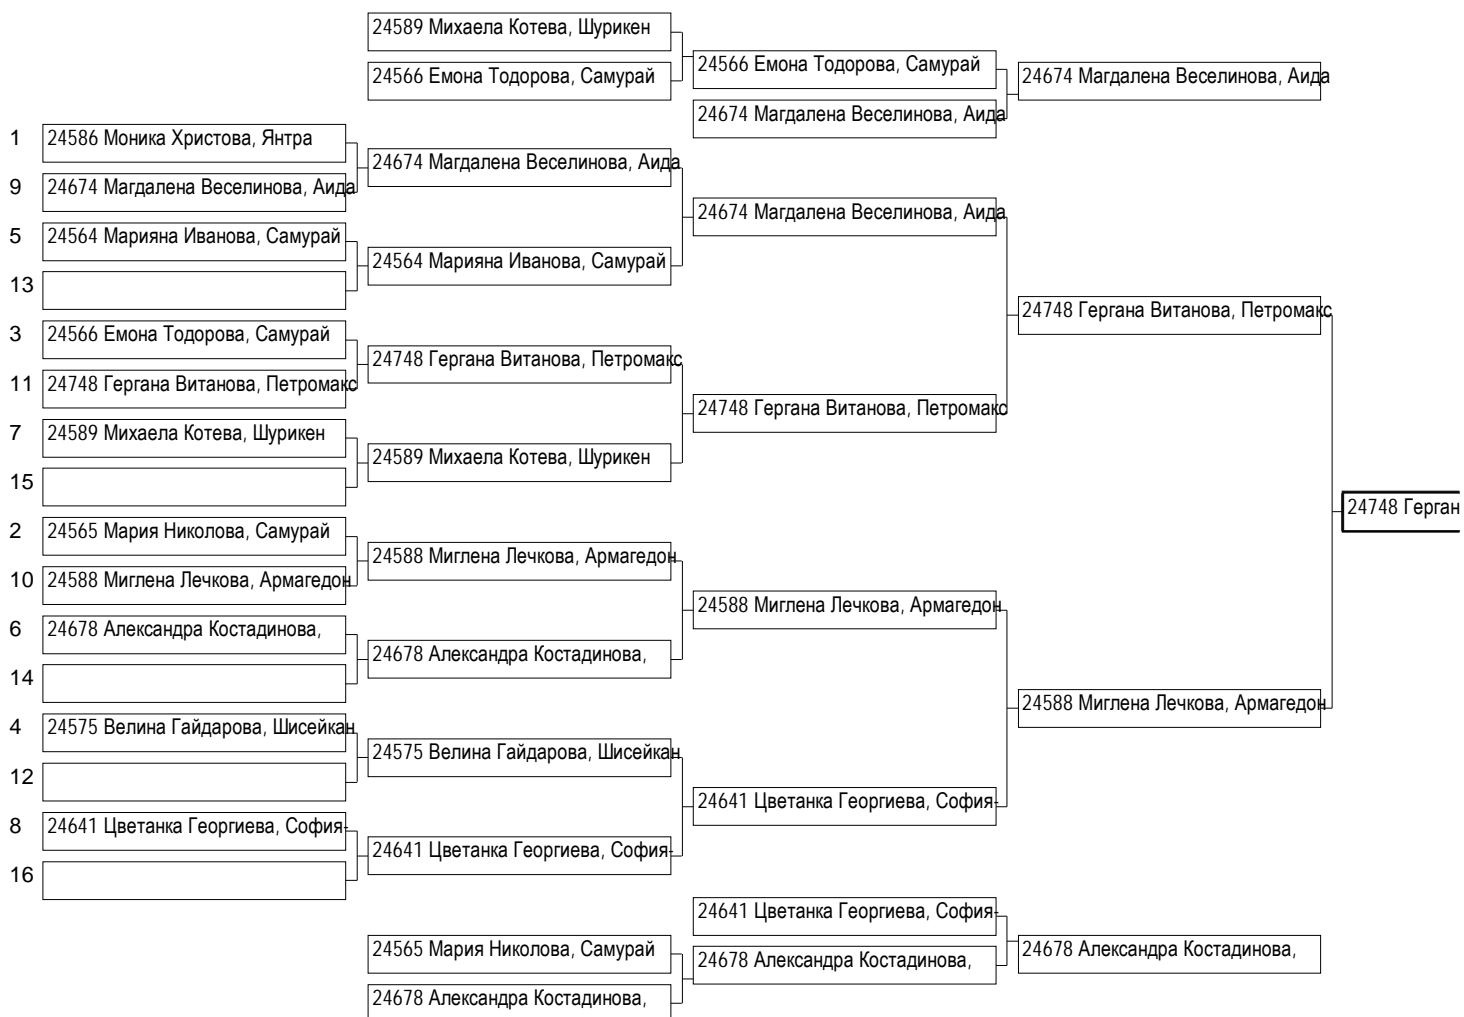 24589 Михаела Котева, Шурикен
24566 Емона Тодорова, Самурай
24566 Емона Тодорова, Самурай
24674 Магдалена Веселинова, Аида
24674 Магдалена Веселинова, Аида
1 24586 Моника Христова, Янтра
24674 Магдалена Веселинова, Аида
9 24674 Магдалена Веселинова, Аида
24674 Магдалена Веселинова, Аида
5 24564 Марияна Иванова, Самурай
24564 Марияна Иванова, Самурай
13
24748 Гергана Витанова, Петромакс
3 24566 Емона Тодорова, Самурай
24748 Гергана Витанова, Петромакс
11 24748 Гергана Витанова, Петромакс
24748 Гергана Витанова, Петромакс
7 24589 Михаела Котева, Шурикен
24589 Михаела Котева, Шурикен
15
24748 Герган
2 24565 Мария Николова, Самурай
24588 Миглена Лечкова, Армагедон
10 24588 Миглена Лечкова, Армагедон
24588 Миглена Лечкова, Армагедон
6 24678 Александра Костадинова,
24678 Александра Костадинова,
14
24588 Миглена Лечкова, Армагедон
4 24575 Велина Гайдарова, Шисейкан
24575 Велина Гайдарова, Шисейкан
12
24641 Цветанка Георгиева, София-
8 24641 Цветанка Георгиева, София-
24641 Цветанка Георгиева, София-
16
24641 Цветанка Георгиева, София-
24565 Мария Николова, Самурай
24678 Александра Костадинова,
24678 Александра Костадинова,
24678 Александра Костадинова,